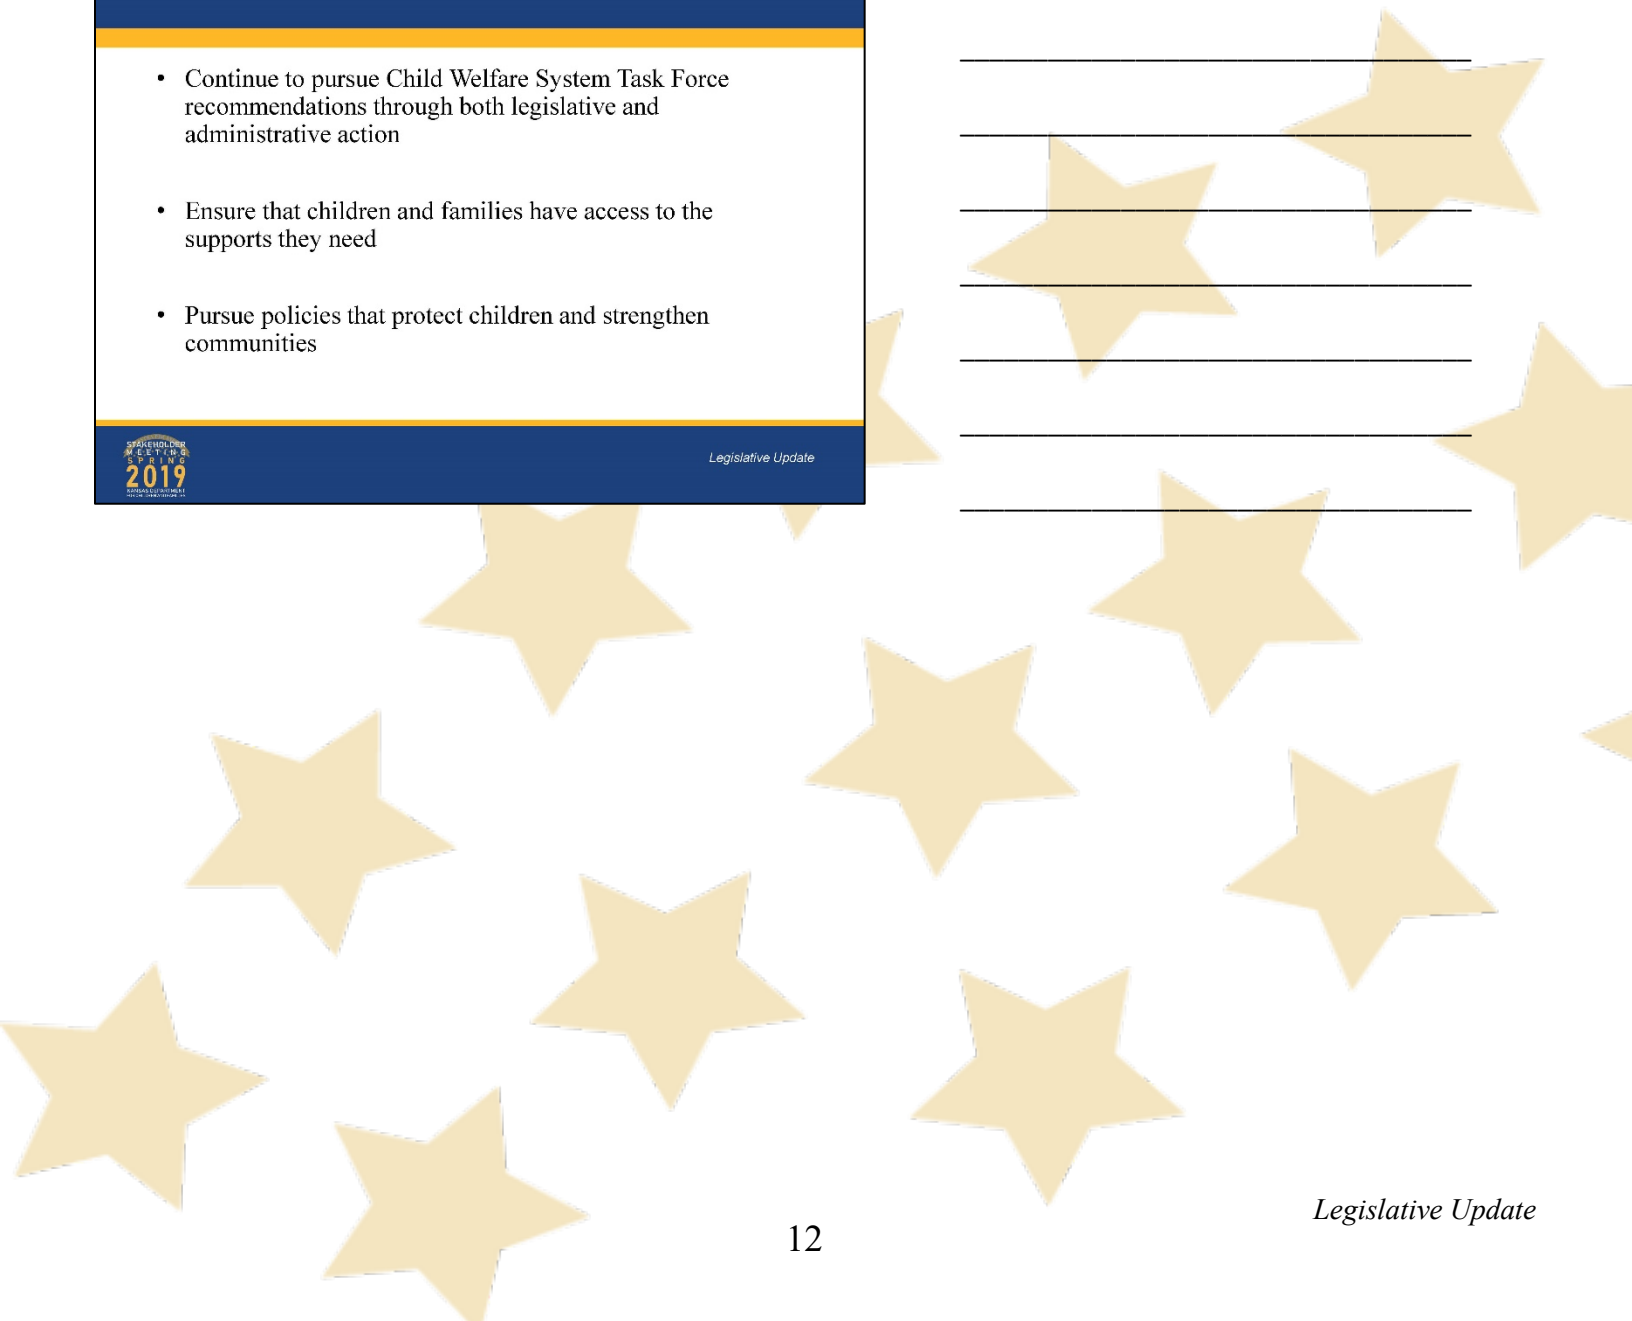 • Continue to pursue Child Welfare System Task Force
recommendations through both legislative and
administrative action
• Ensure that children and families have access to the
supports they need
• Pursue policies that protect children and strengthen
communities
STAKEHOLDER
MEETING
SPRING
2019
KANSAS DEPARTMENT
Legislative Update
Legislative Update
12